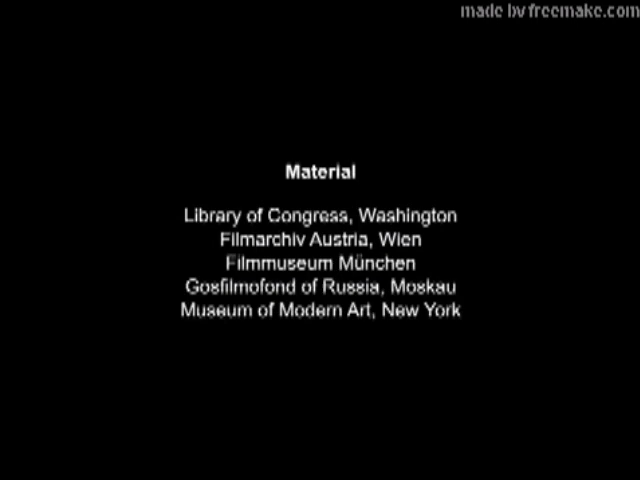 made by freemake.com
Material
Library of Congress, Washington
Filmarchiv Austria, Wien
Filmmuseum München
Gosfilmofond of Russia, Moskau
Museum of Modern Art, New York